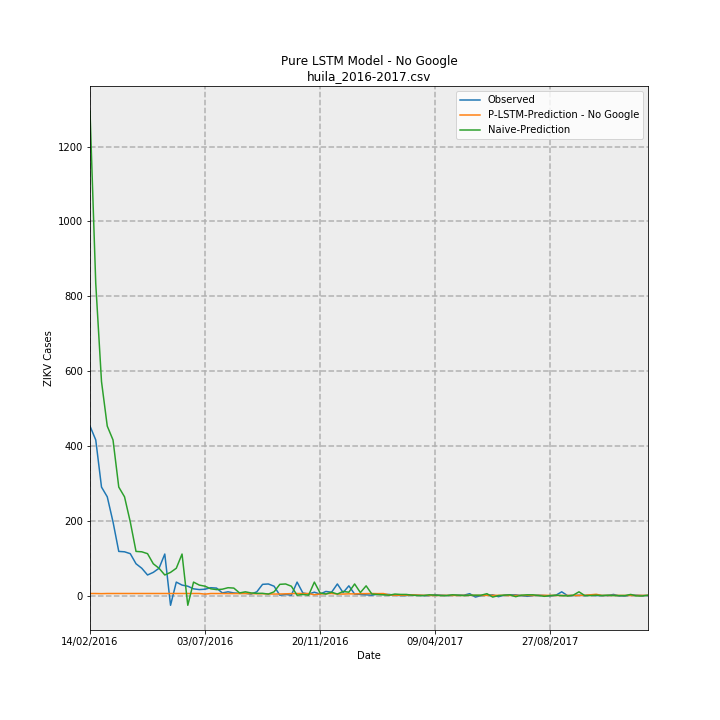 Pure LSTM Model - No Google
huila_2016-2017.csv
Observed
P-LSTM-Prediction - No Google
Naive-Prediction
ZIKV Cases
1200
1000
800
600
400
200
0
14/02/2016
03/07/2016
20/11/2016
09/04/2017
27/08/2017
Date